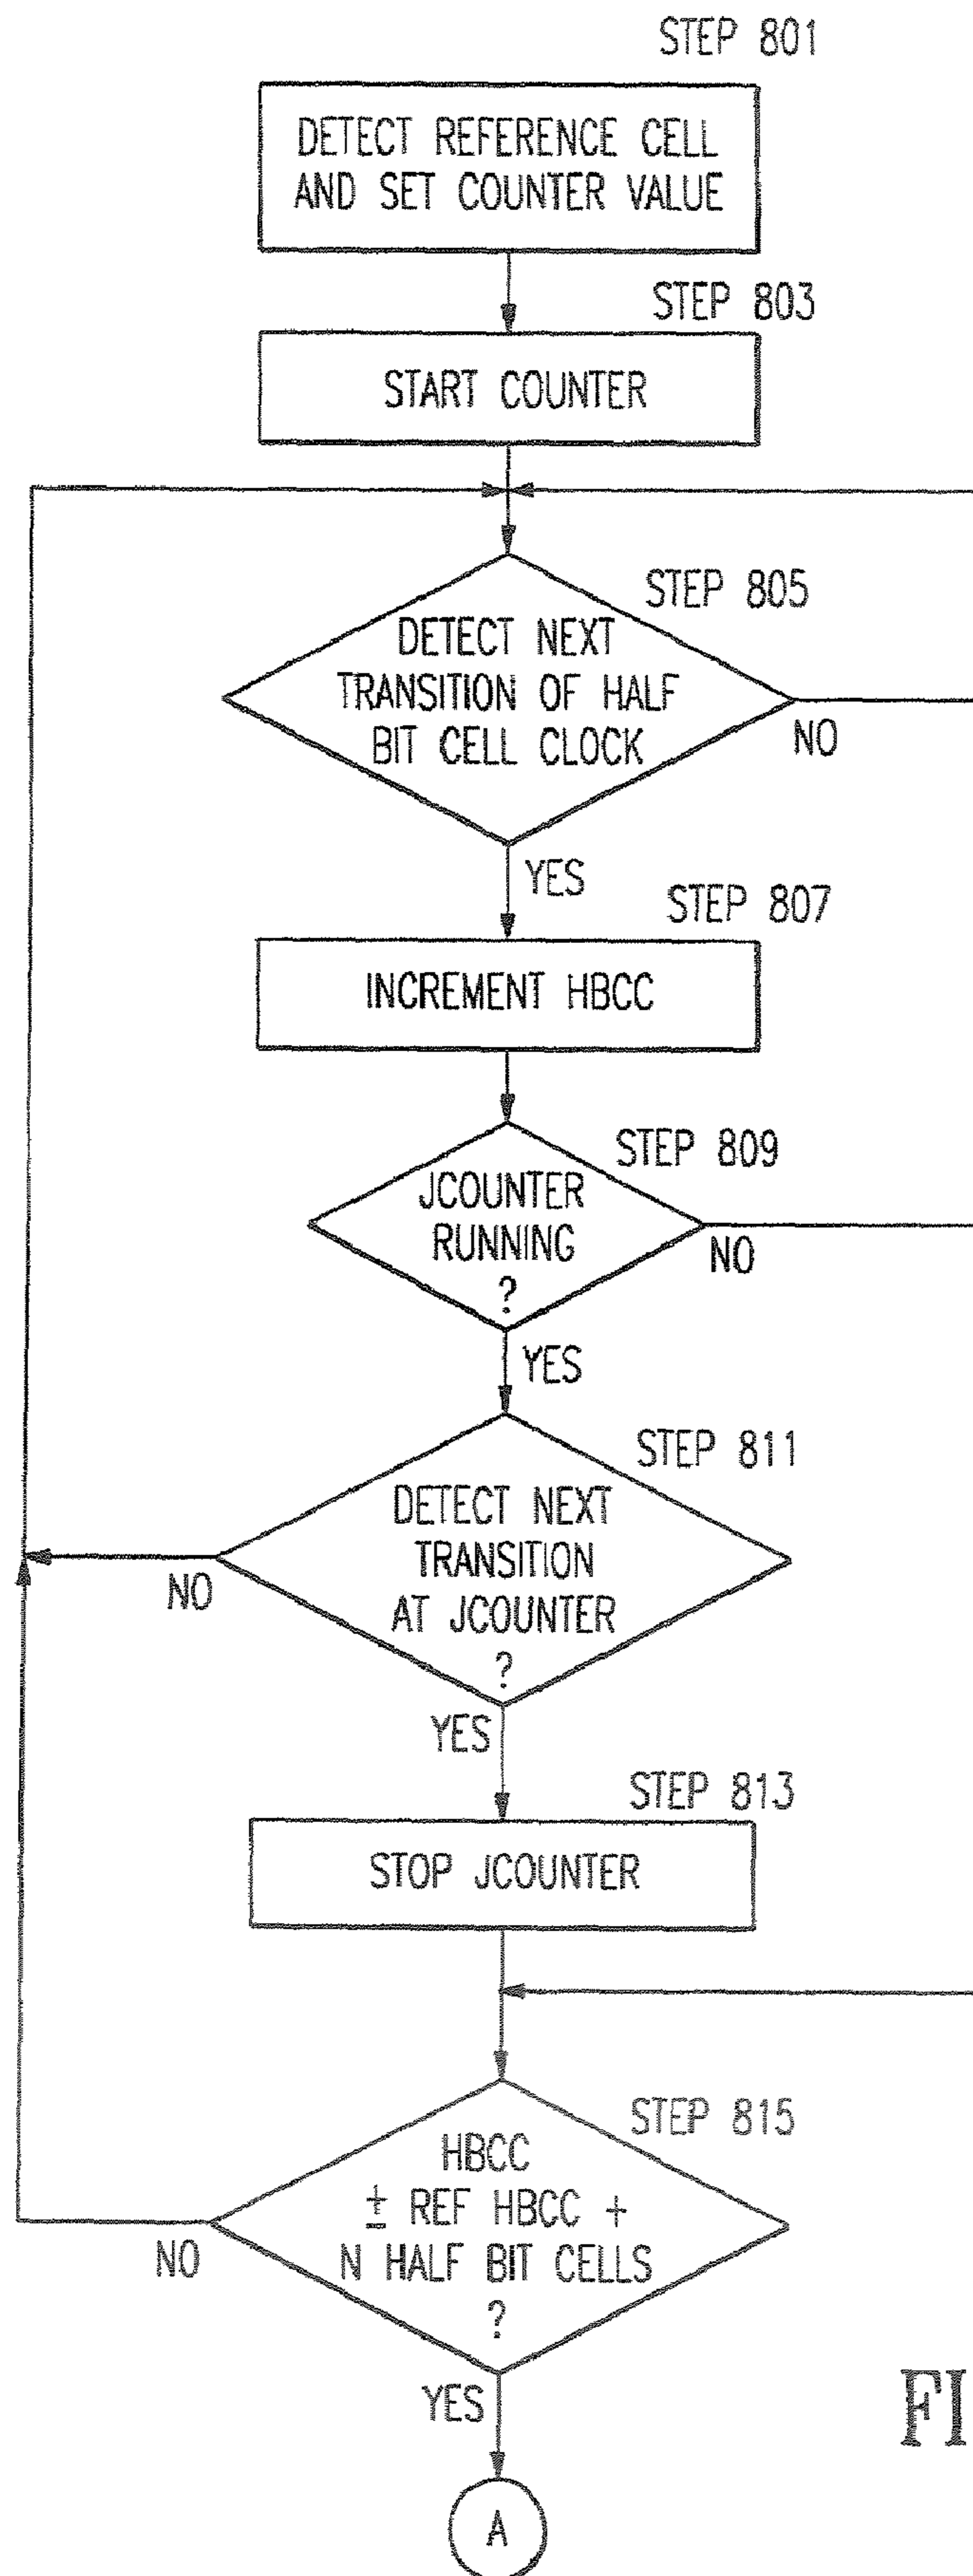 STEP 801
DETECT REFERENCE CELL
AND SET COUNTER VALUE
STEP 803
START COUNTER
STEP 805
DETECT NEXT
TRANSITION OF HALF
BIT CELL CLOCK
NO
YES
STEP 807
INCREMENT HBCC
STEP 809
JCOUNTER
RUNNING
?
NO
YES
STEP 811
DETECT NEXT
TRANSITION
AT JCOUNTER
?
NO
YES
STEP 813
STOP JCOUNTER
STEP 815
HBCC
± REF HBCC +
N HALF BIT CELLS
?
NO
YES
FI
A